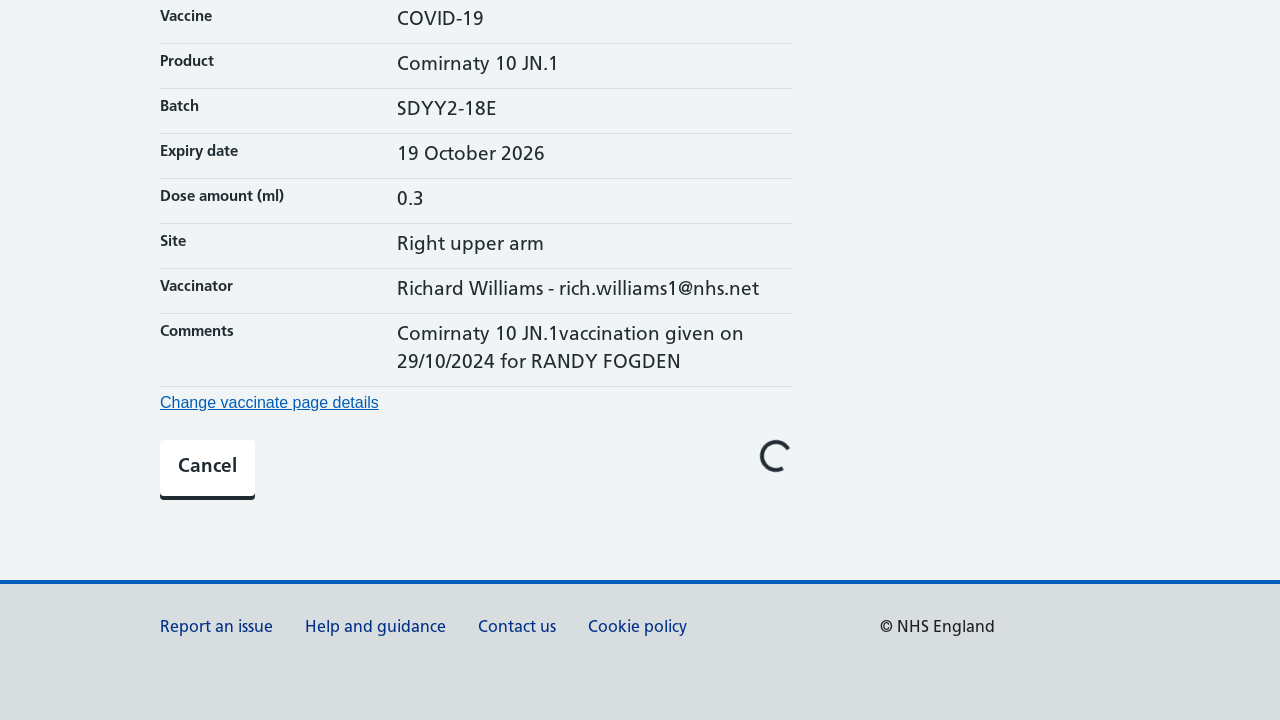 Vaccine COVID-19
Product Comirnaty 10 JN.1
Batch SDYY2-18E
Expiry date 19 October 2026
Dose amount (ml) 0.3
Site Right upper arm
Vaccinator Richard Williams - rich.williams1@nhs.net
Comments Comirnaty 10 JN.1vaccination given on
29/10/2024 for RANDY FOGDEN
Change vaccinate page details
Cancel
Report an issue Help and guidance Contact us Cookie policy © NHS England